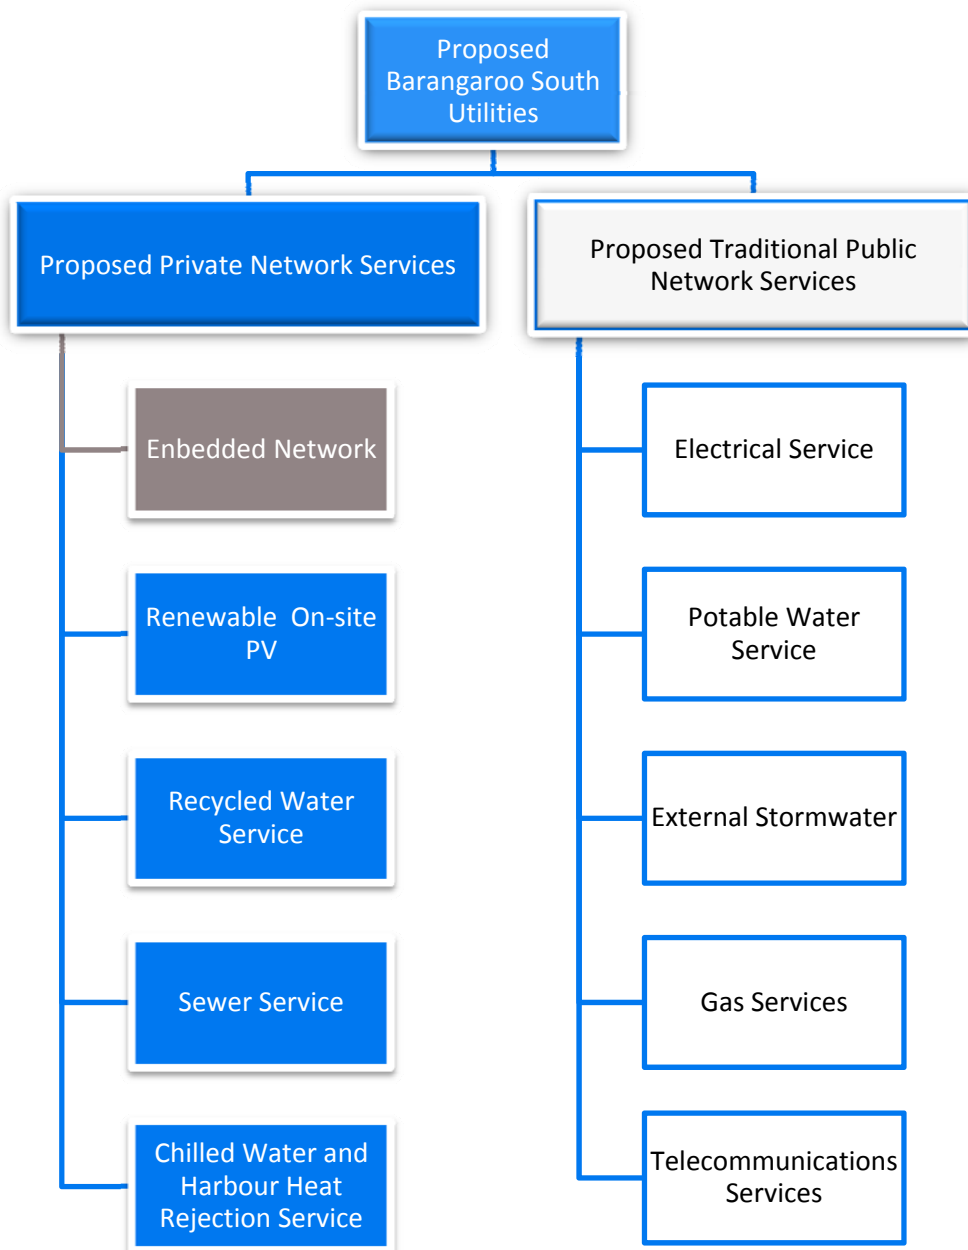 Proposed
Barangaroo South
Utilities
Proposed Private Network Services
Proposed Traditional Public
Network Services
Enbedded Network
Renewable On-site
PV
Recycled Water
Service
Sewer Service
Chilled Water and
Harbour Heat
Rejection Service
Electrical Service
Potable Water
Service
External Stormwater
Gas Services
Telecommunications
Services